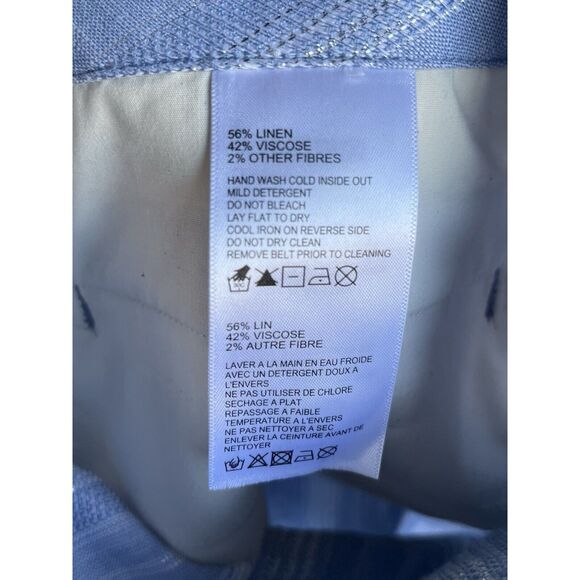 56% LINEN
42% VISCOSE
2% OTHER FIBRES
HAND WASH COLD INSIDE OUT
MILD DETERGENT
DO NOT BLEACH
LAY FLAT TO DRY
COOL IRON ON REVERSE SIDE
DO NOT DRY CLEAN
REMOVE BELT PRIOR TO CLEANING
56% LIN
42% VISCOSE
2% AUTRE FIBRE
LAVER A LA MAIN EN EAU FROIDE
AVEC UN DETERGENT DOUX A
L'ENVERS
NE PAS UTILISER DE CHLORE
SECHAGE A PLAT
REPASSAGE A FAIBLE
TEMPERATURE A L'ENVERS
NE PAS NETTOYER A SEC
ENLEVER LA CEINTURE AVANT DE
NETTOYER